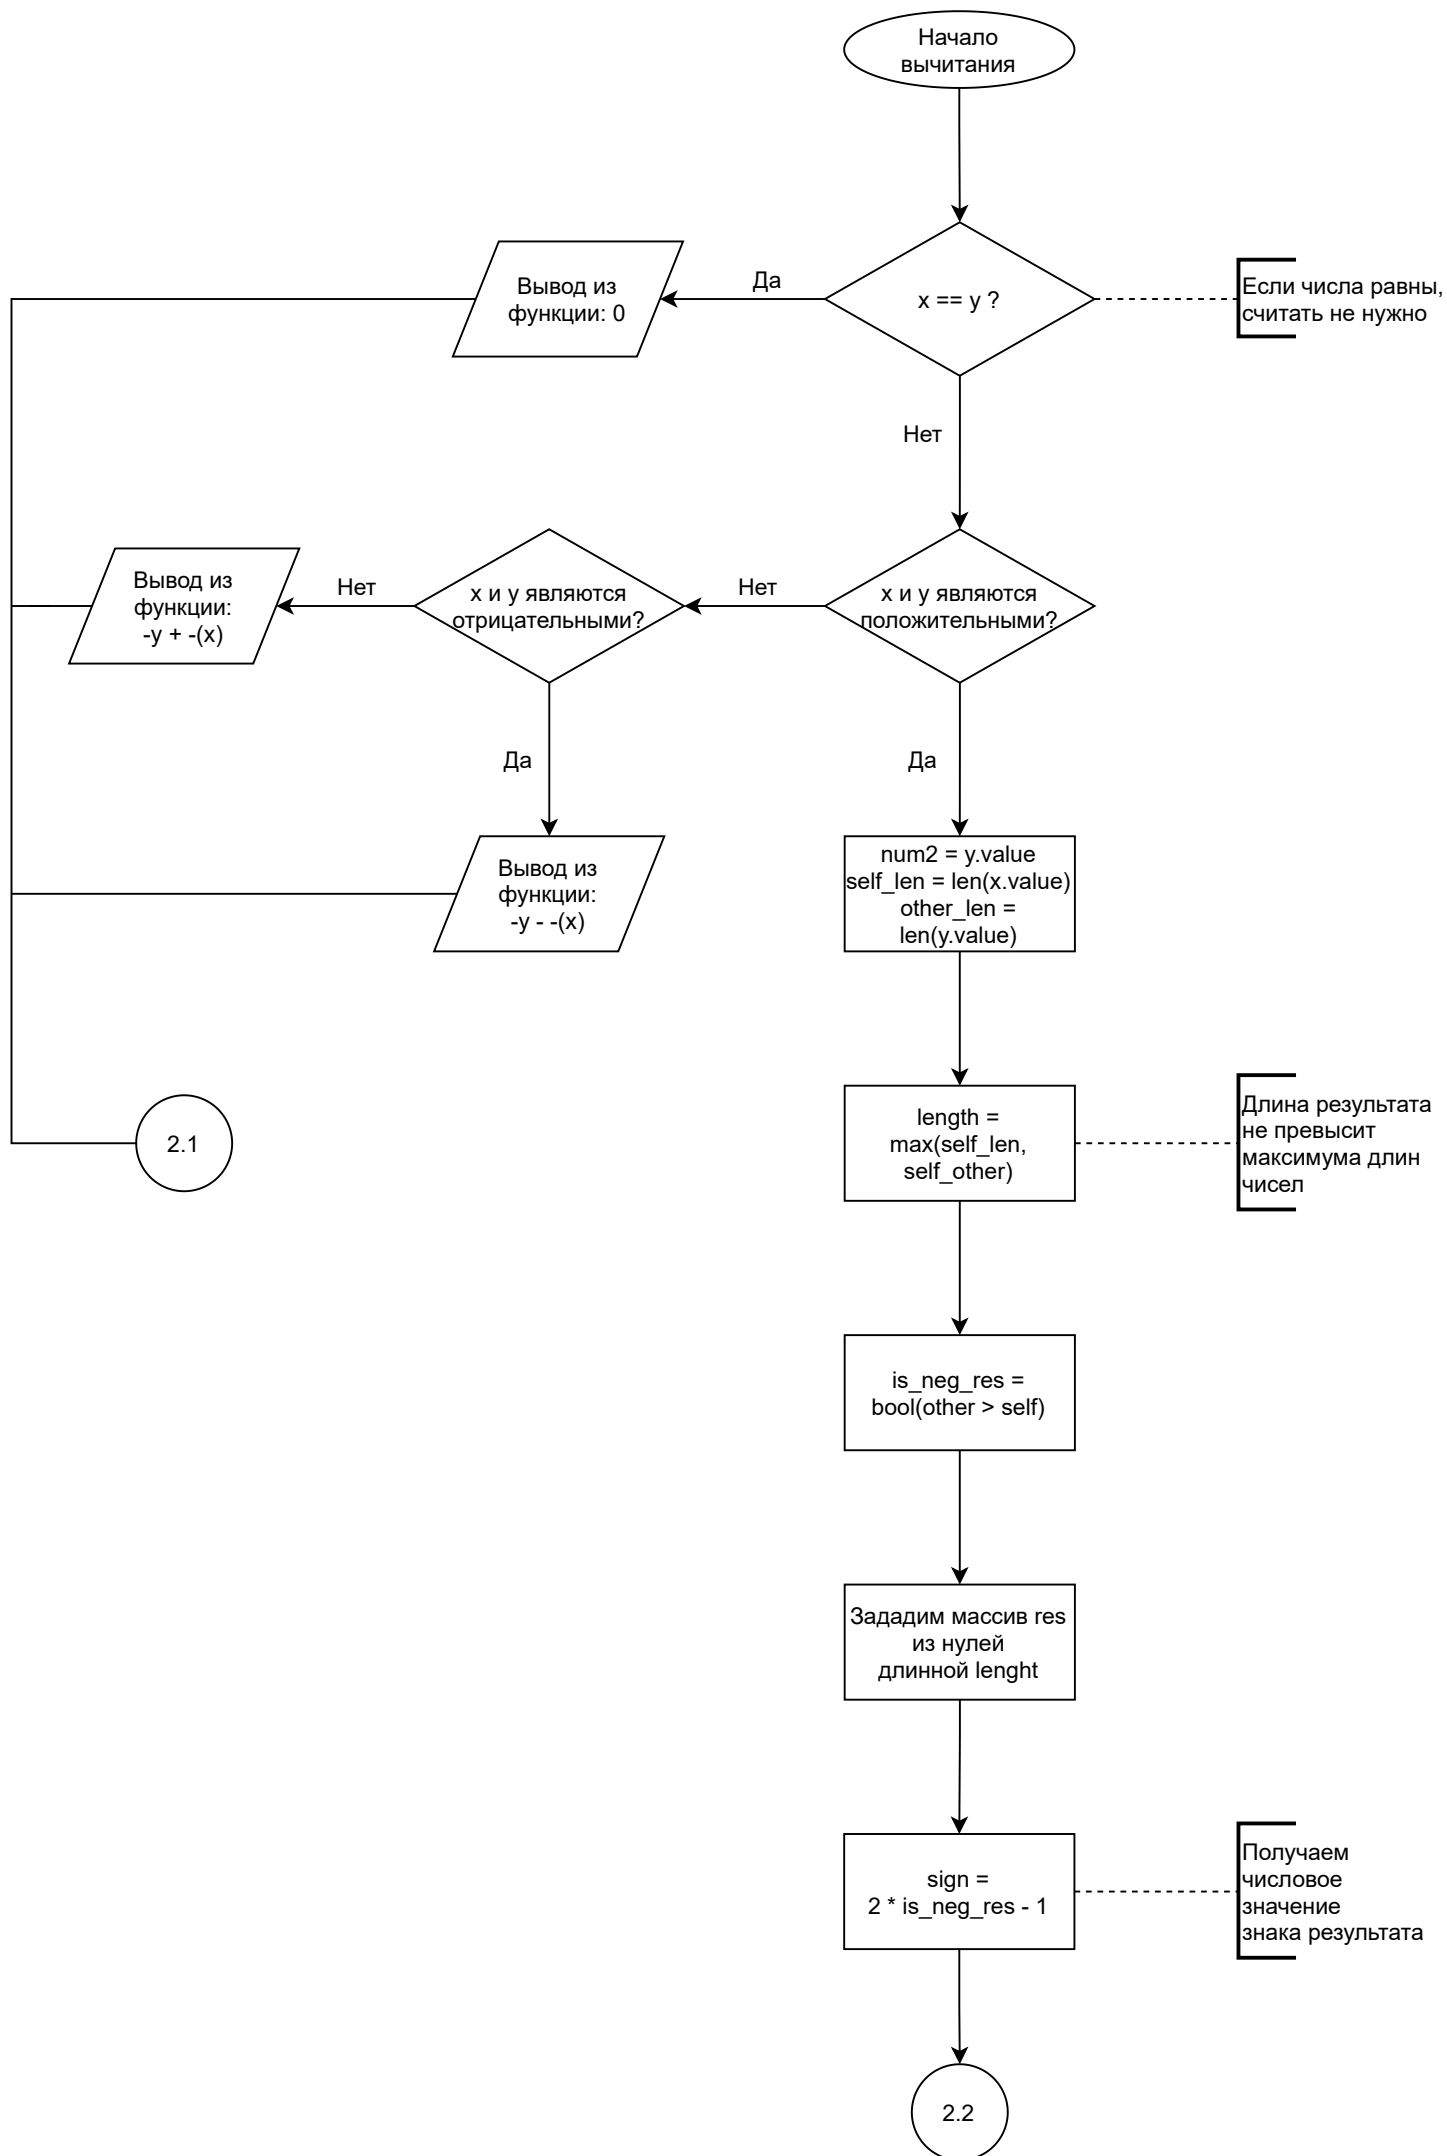 Начало
вычитания
Вывод из
функции: 0
Да
x == y ?
Если числа равны,
считать не нужно
Нет
Вывод из
функции:
-y + -(x)
Нет
x и y являются
отрицательными?
Нет
x и y являются
положительными?
Да
Да
Вывод из
функции:
-y - -(x)
num2 = y.value
self_len = len(x.value)
other_len =
len(y.value)
2.1
length =
max(self_len,
self_other)
Длина результата
не превысит
максимума длин
чисел
is_neg_res =
bool(other > self)
Зададим массив res
из нулей
длинной lenght
sign =
2 * is_neg_res - 1
Получаем
числовое
значение
знака результата
2.2